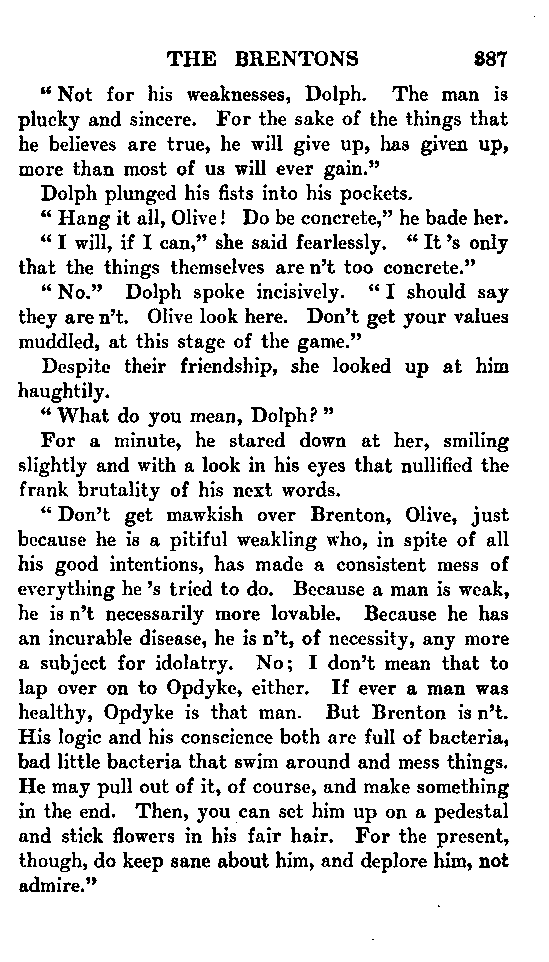 THE BRENTONS 387
“Not for his weaknesses, Dolph. The man is
plucky and sincere. For the sake of the things that
he believes are true, he will give up, has given up,
more than most of us will ever gain.”
Dolph plunged his fists into his pockets.
“Hang it all, Olive! Do be concrete,” he bade her.
“I will, if I can,” she said fearlessly. “It 's only
that the things themselves are n't too concrete.”
“No.” Dolph spoke incisively. “I should say
they are n't. Olive look here. Don't get your values
muddled, at this stage of the game.”
Despite their friendship, she looked up at him
haughtily.
“What do you mean, Dolph?”
For a minute, he stared down at her, smiling
slightly and with a look in his eyes that nullified the
frank brutality of his next words.
“Don't get mawkish over Brenton, Olive, just
because he is a pitiful weakling who, in spite of all
his good intentions, has made a consistent mess of
everything he 's tried to do. Because a man is weak,
he is n't necessarily more lovable. Because he has
an incurable disease, he is n't, of necessity, any more
a subject for idolatry. No; I don't mean that to
lap over on to Opdyke, either. If ever a man was
healthy, Opdyke is that man. But Brenton is n't.
His logic and his conscience both are full of bacteria,
bad little bacteria that swim around and mess things.
He may pull out of it, of course, and make something
in the end. Then, you can set him up on a pedestal
and stick flowers in his fair hair. For the present,
though, do keep sane about him, and deplore him, not
admire.”